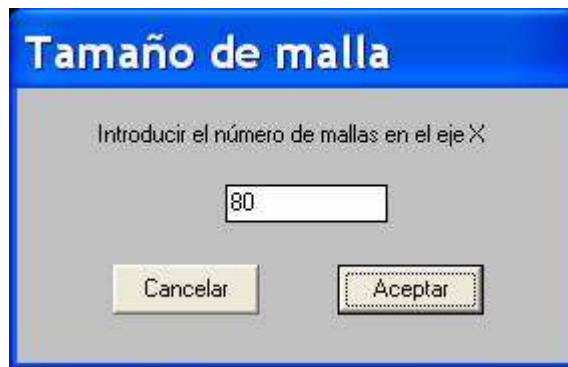 Tamaño de malla
Introducir el número de mallas en el eje X
80
Cancelar Aceptar